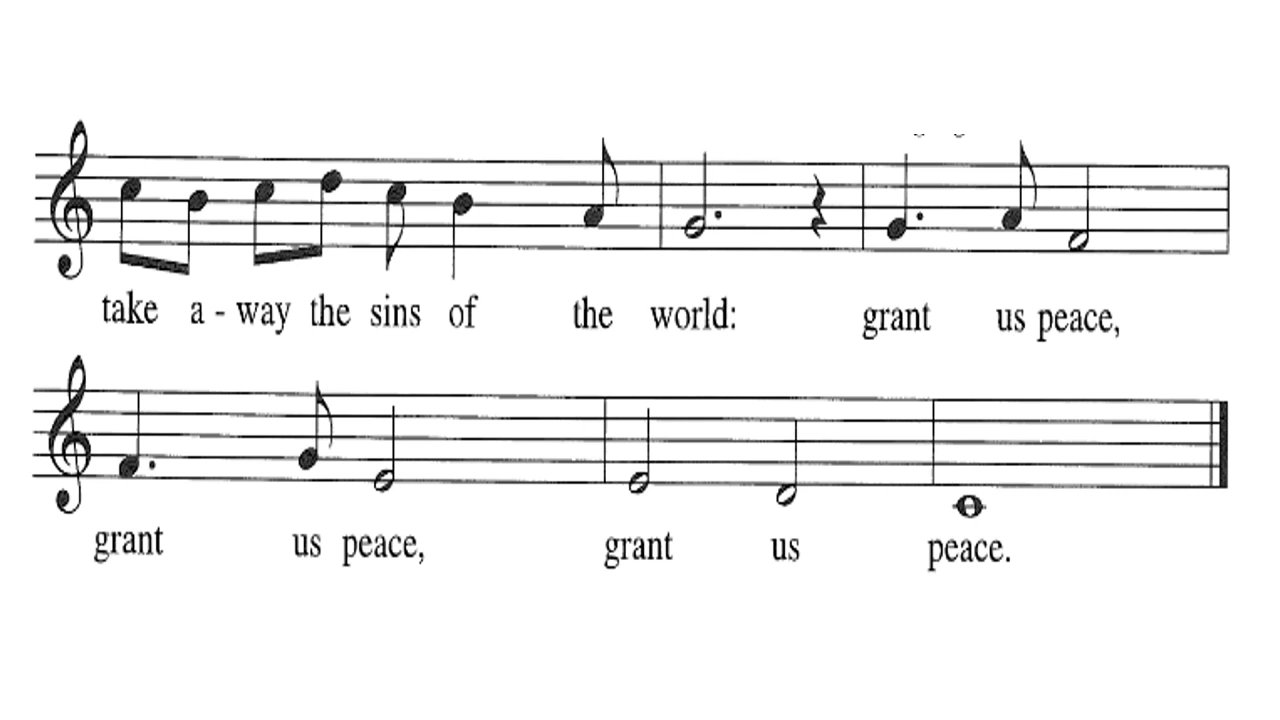 take a - way the sins of the world: grant us peace,
grant us peace, grant us peace.